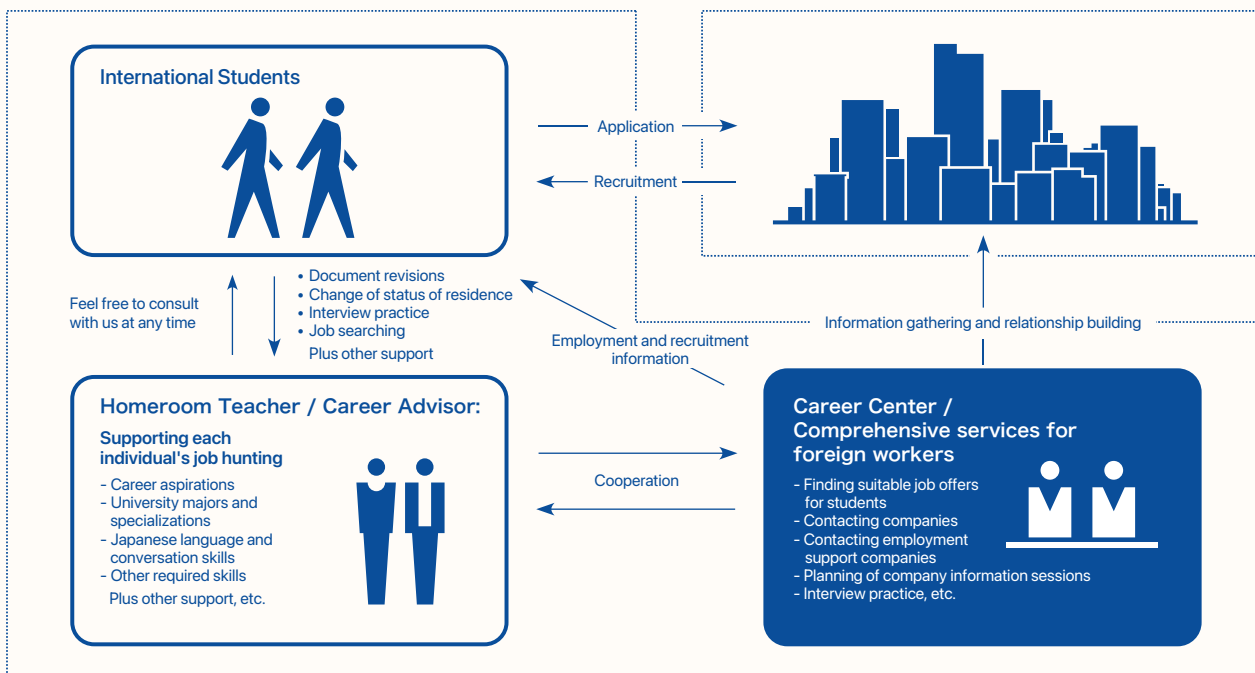 International Students
Application
Recruitment
Feel free to consult
with us at any time
• Document revisions
• Change of status of residence
• Interview practice
• Job searching
Plus other support
Employment and recruitment
information
Information gathering and relationship building
Homeroom Teacher / Career Advisor:
Supporting each
individual's job hunting
- Career aspirations
- University majors and
specializations
- Japanese language and
conversation skills
- Other required skills
Plus other support, etc.
Cooperation
Career Center /
Comprehensive services for
foreign workers
- Finding suitable job offers
for students
- Contacting companies
- Contacting employment
support companies
- Planning of company information sessions
- Interview practice, etc.